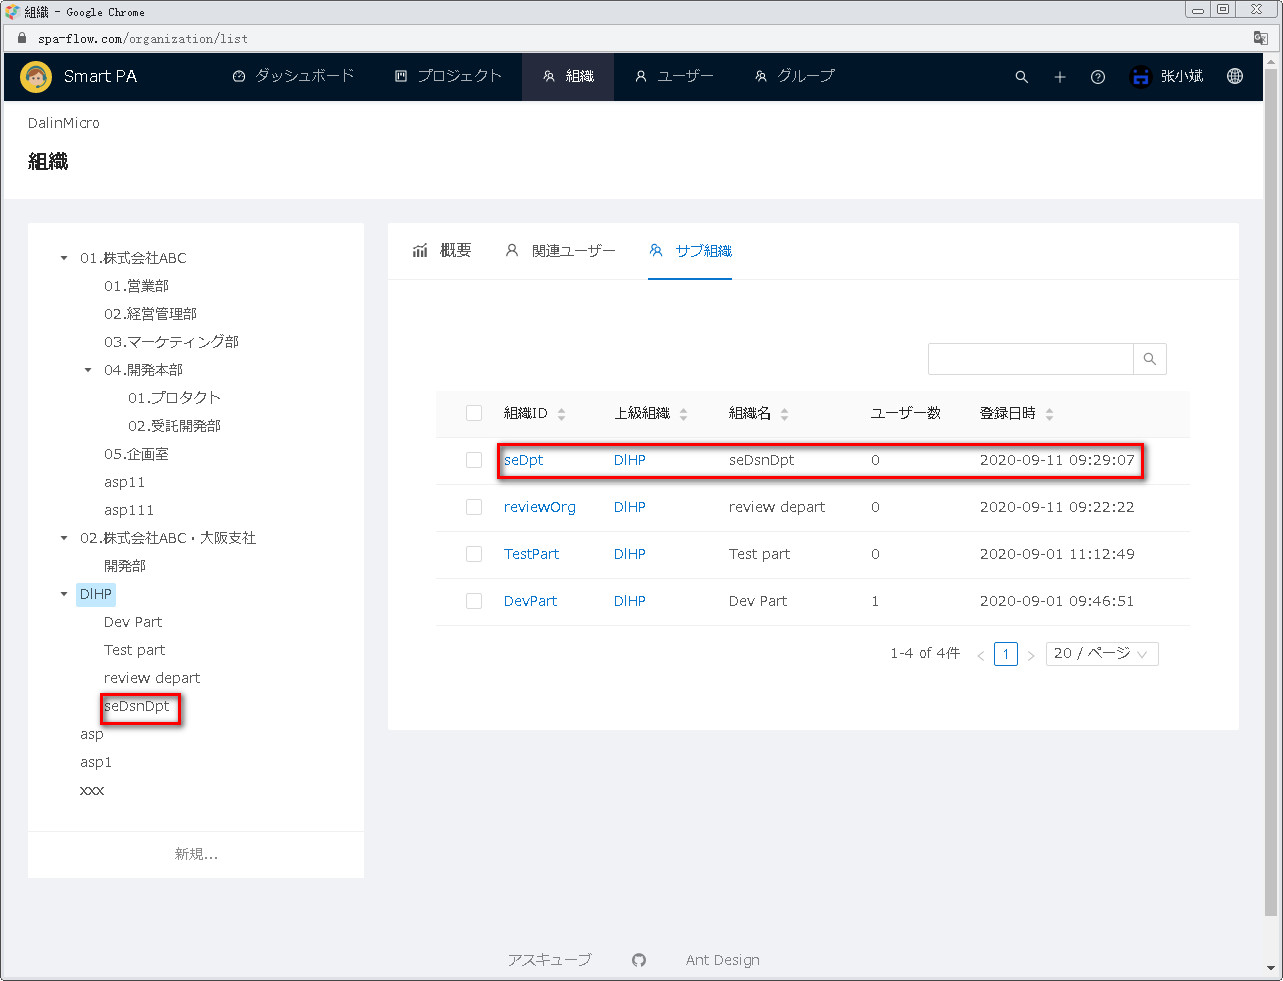 組織 - Google Chrome
spa-flow.com/organization/list
Smart PA ダッシュボード プロジェクト 組織 ユーザー グループ 张小斌
DalinMicro
組織
01.株式会社ABC
01.営業部
02.経営管理部
03.マーケティング部
04.開発本部
01.プロタクト
02.受託開発部
05.企画室
asp11
asp111
02.株式会社ABC・大阪支社
開発部
DlHP
Dev Part
Test part
review depart
seDsnDpt
asp
asp1
xxx
新規...
概要 関連ユーザー サブ組織
組織ID 上級組織 組織名 ユーザー数 登録日時
seDpt DlHP seDsnDpt 0 2020-09-11 09:29:07
reviewOrg DlHP review depart 0 2020-09-11 09:22:22
TestPart DlHP Test part 0 2020-09-01 11:12:49
DevPart DlHP Dev Part 1 2020-09-01 09:46:51
1-4 of 4件 < 1 > 20 / ページ
アスキューブ Ant Design